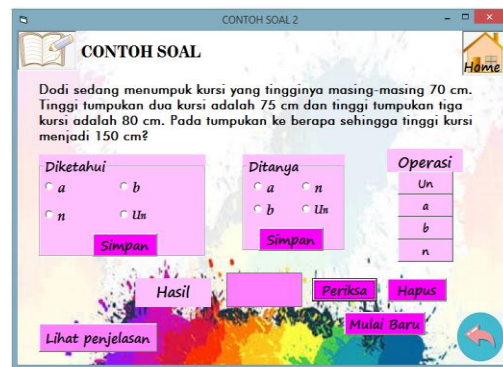 CONTOH SOAL 2
CONTOH SOAL
Home
Dodi sedang menumpuk kursi yang tingginya masing-masing 70 cm.
Tinggi tumpukan dua kursi adalah 75 cm dan tinggi tumpukan tiga
kursi adalah 80 cm. Pada tumpukan ke berapa sehingga tinggi kursi
menjadi 150 cm?
Diketahui
a b
n Un
Simpan
Ditanya
a n
b Un
Simpan
Operasi
Un
a
b
n
Hasil
Periksa
Hapus
Mulai Baru
Lihat penjelasan